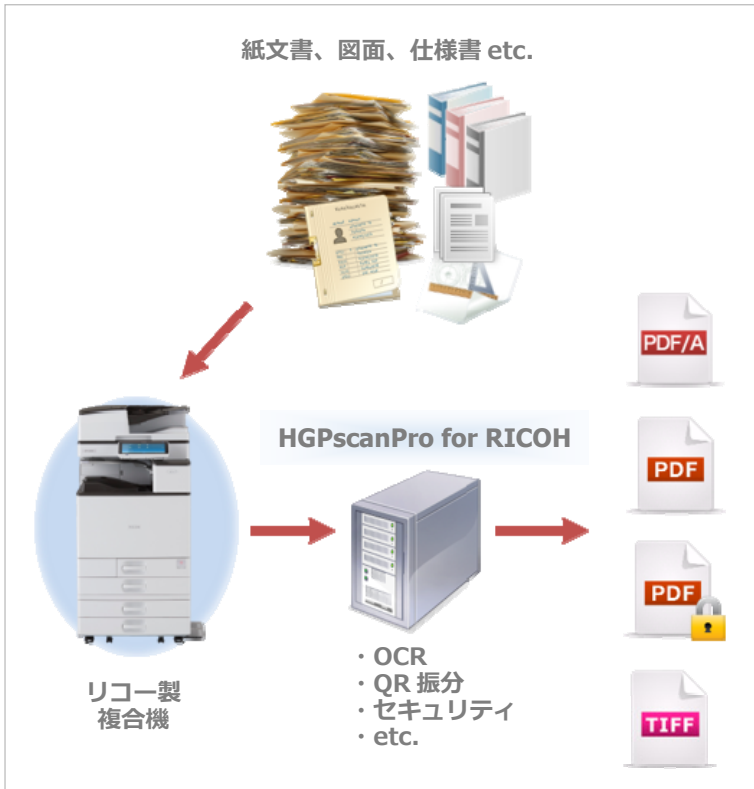 紙文書、図面、仕様書 etc.
PDF/A
HGPscanPro for RICOH
PDF
PDF
リコー製
複合機
・OCR
・QR 振分
・セキュリティ
・etc.
TIFF